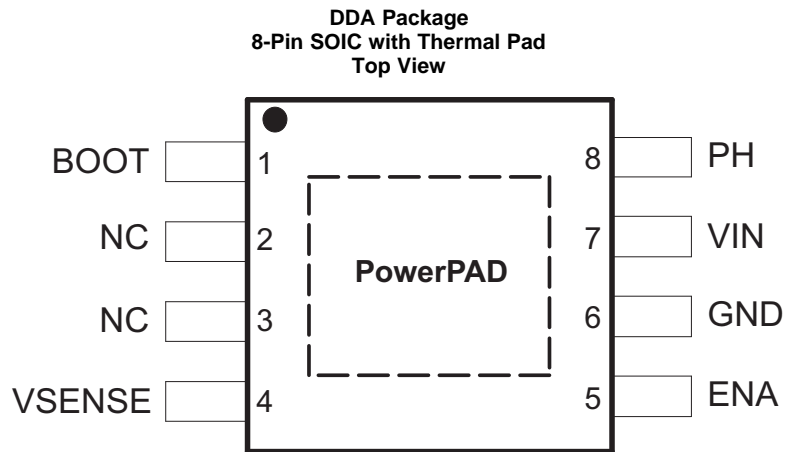 DDA Package
8-Pin SOIC with Thermal Pad
Top View
BOOT 1 8 PH
NC 2 7 VIN
PowerPAD
NC 3 6 GND
VSENSE 4 5 ENA